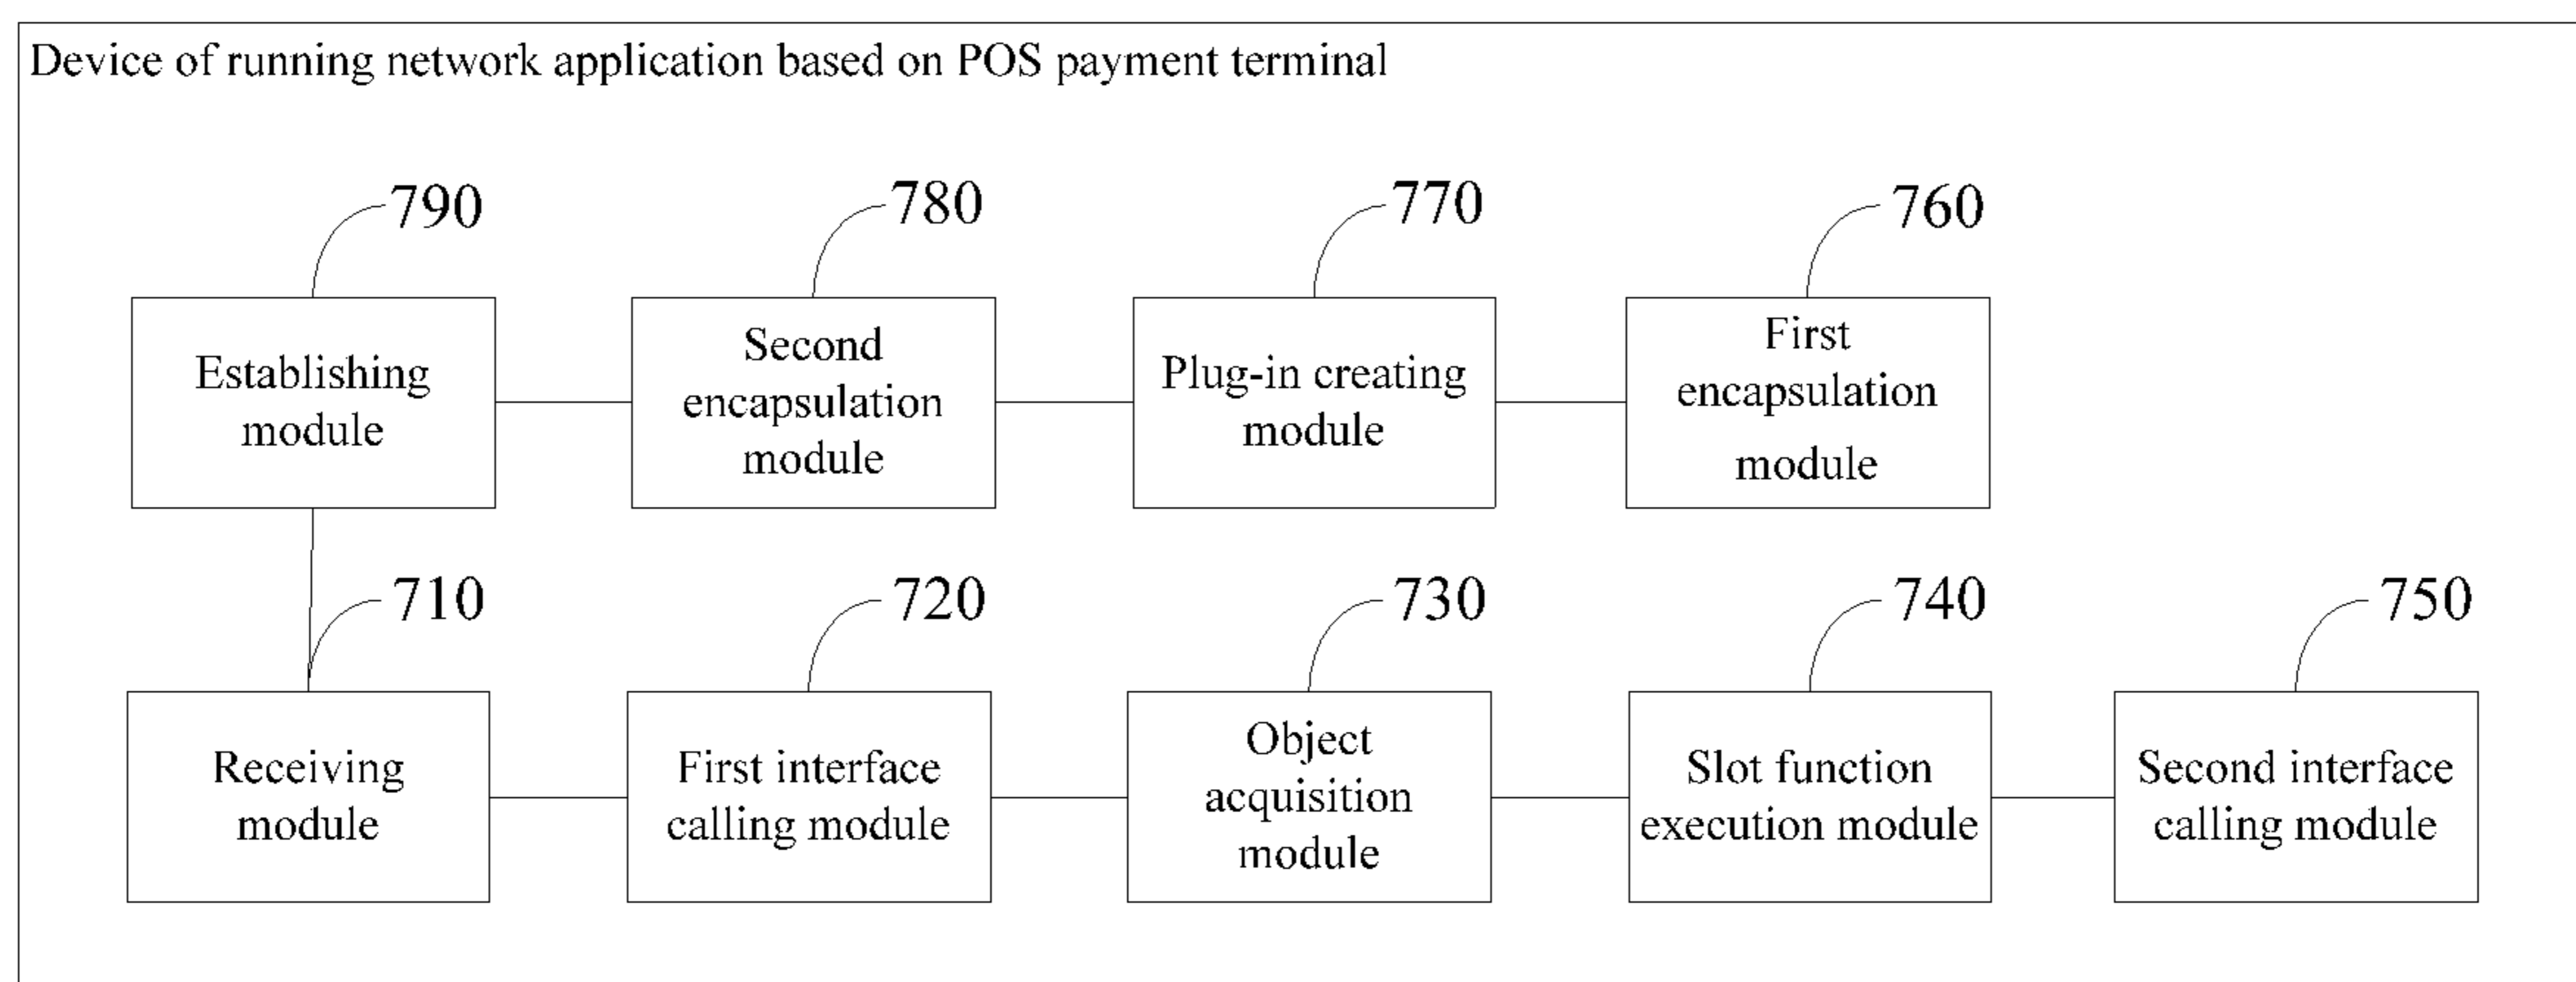 Device of running network application based on POS payment terminal
790
780
770
760
Establishing
module
Second
encapsulation
module
Plug-in creating
module
First
encapsulation
module
710
720
730
740
750
Receiving
module
First interface
calling module
Object
acquisition
module
Slot function
execution module
Second interface
calling module